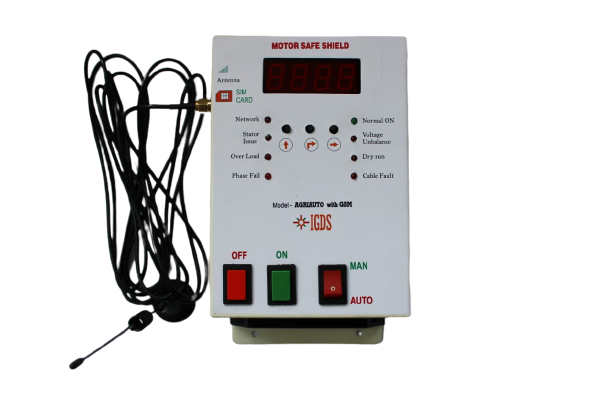 MOTOR SAFE SHIELD
Antenna
SIM
CARD
Network
Normal ON
Stator
Issue
Voltage
Unbalance
Over Load
Dry run
Phase Fail
Cable Fault
Model - AGRIAUTO with GSM
IGDS
OFF
ON
MAN
AUTO